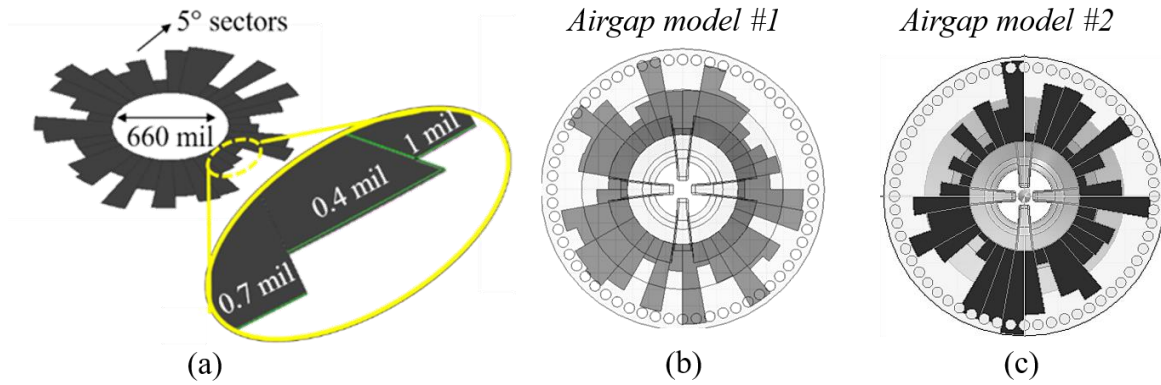 5° sectors
660 mil
1 mil
0.4 mil
0.7 mil
(a)
Airgap model #1
(b)
Airgap model #2
(c)